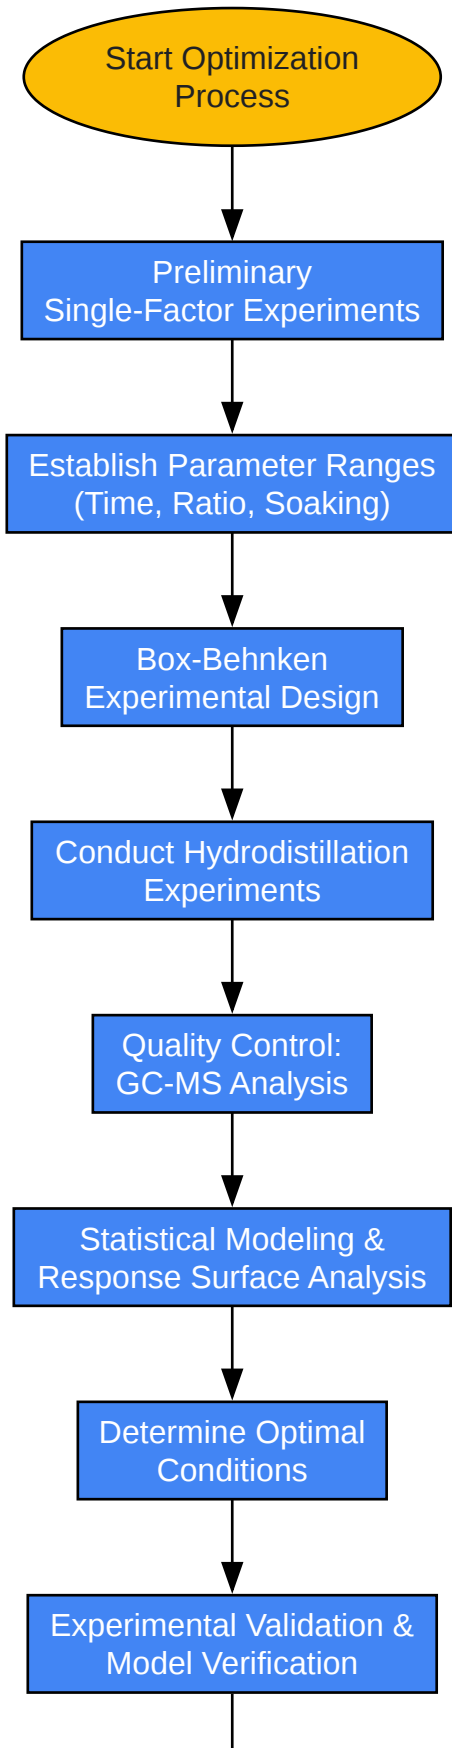 Start Optimization
Process
Preliminary
Single-Factor Experiments
Establish Parameter Ranges
(Time, Ratio, Soaking)
Box-Behnken
Experimental Design
Conduct Hydrodistillation
Experiments
Quality Control:
GC-MS Analysis
Statistical Modeling &
Response Surface Analysis
Determine Optimal
Conditions
Experimental Validation &
Model Verification